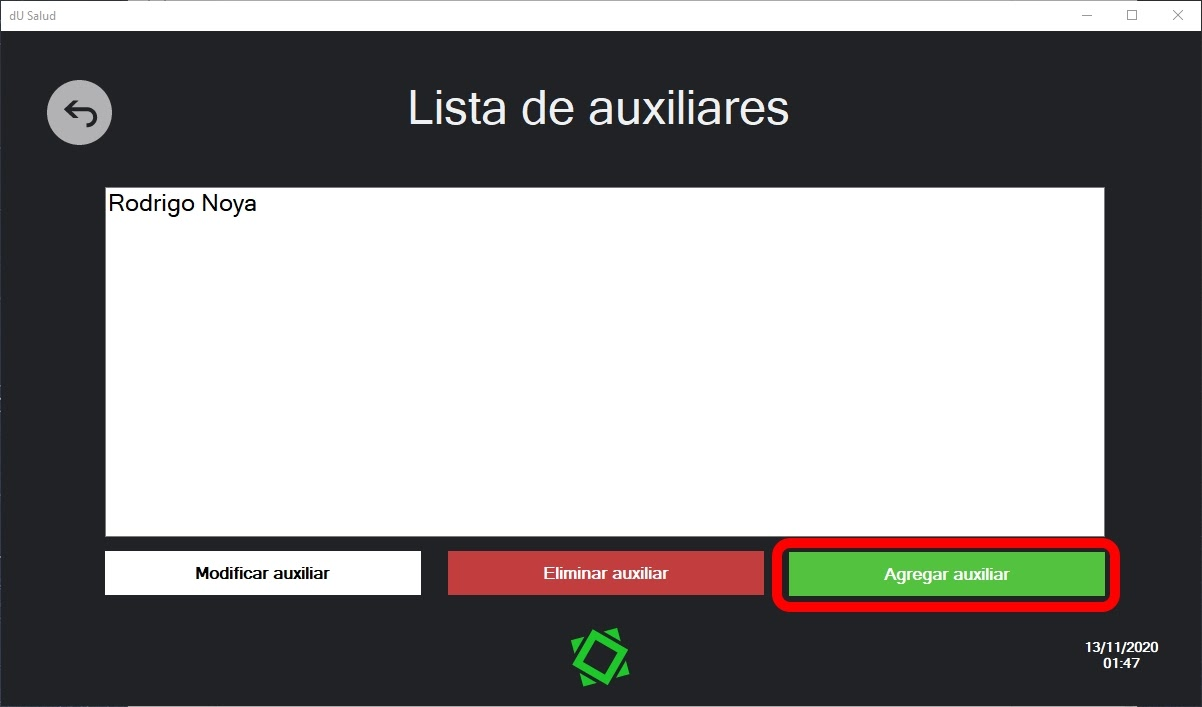 dU Salud
Lista de auxiliares
Rodrigo Noya
Modificar auxiliar
Eliminar auxiliar
Agregar auxiliar
13/11/2020
01:47